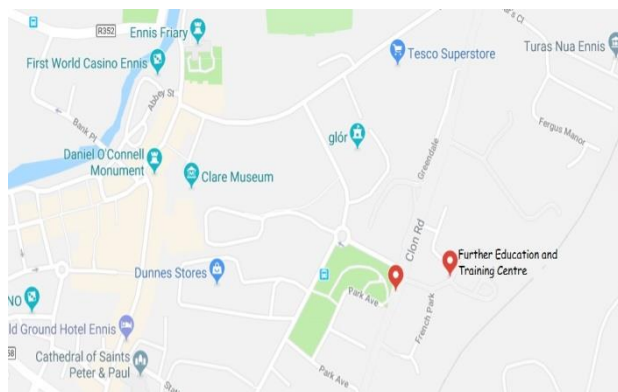 R352
Ennis Friary
First World Casino Ennis
Abbey St
Bank Pl
Tesco Superstore
Turas Nua Ennis
Fergus Manor
glór
Greendale
Daniel O'Connell
Monument
Clare Museum
Clon Rd
Further Education and
Training Centre
Dunnes Stores
Park Ave
French Park
NO
ld Ground Hotel Ennis
Cathedral of Saints
Peter & Paul
Park Ave